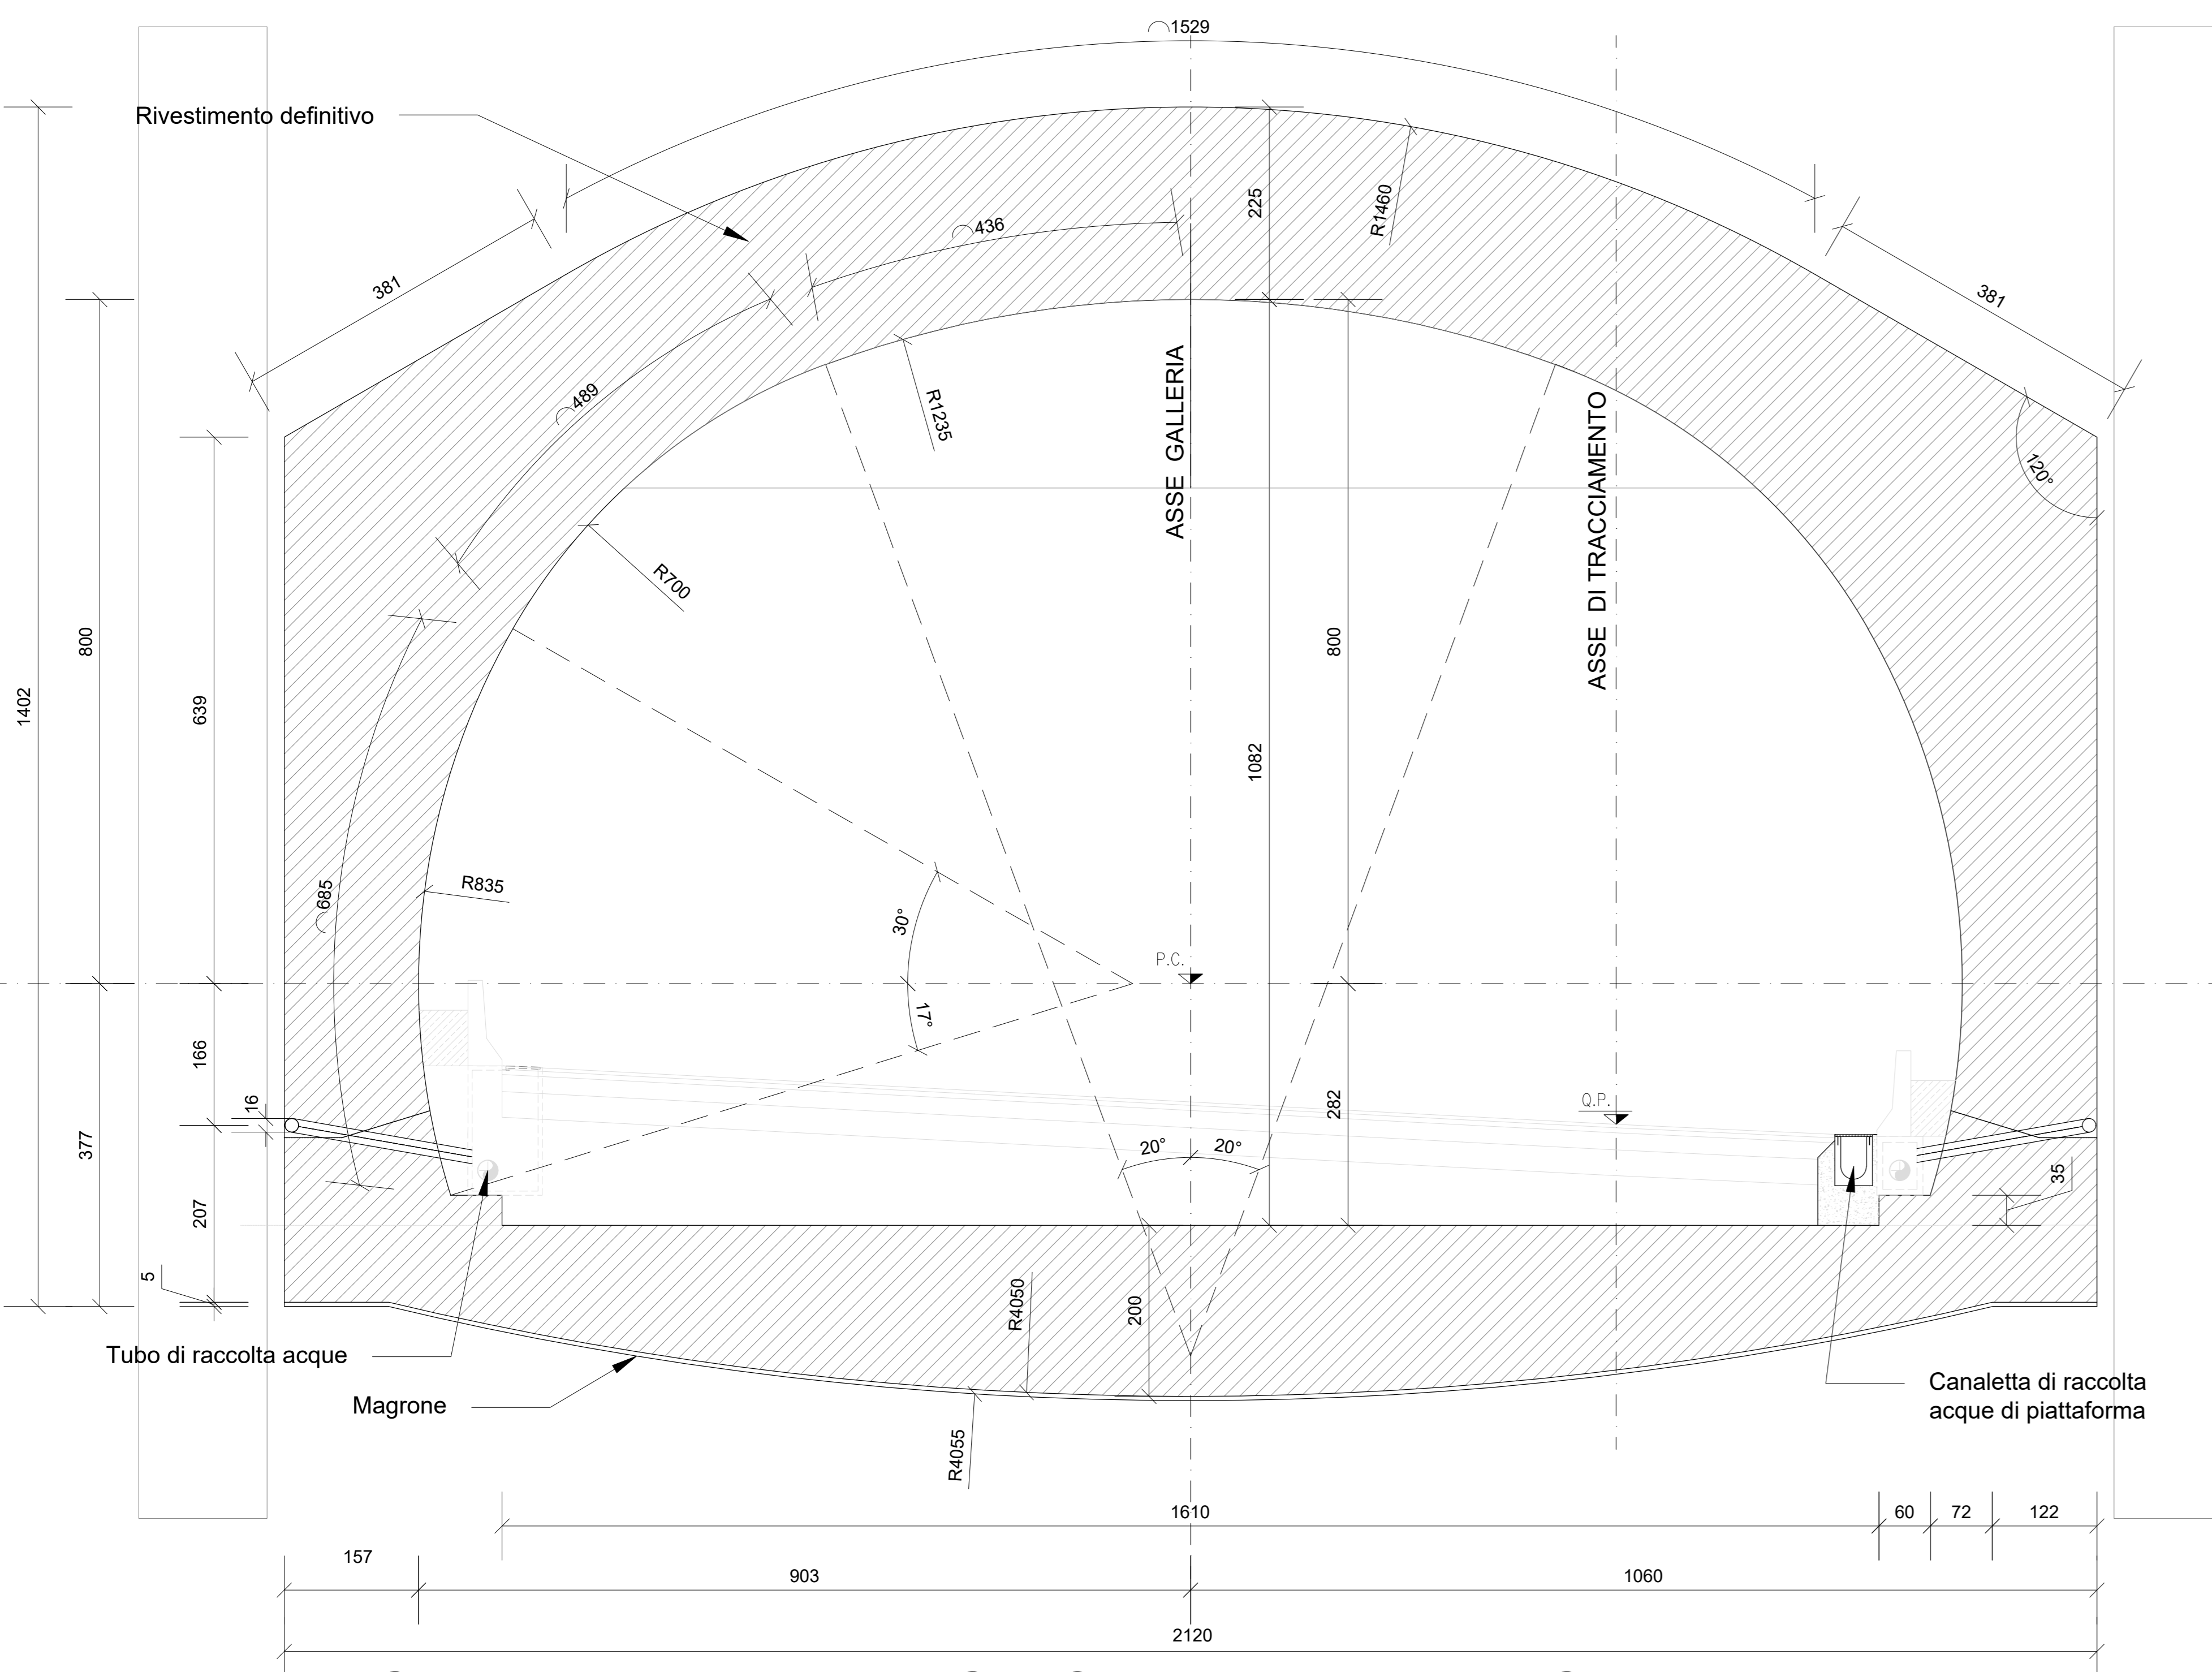 1529
Rivestimento definitivo
225
R1460
436
381
381
489
R1235
ASSE GALLERIA
ASSE DI TRACCIAMENTO
120°
R700
800
800
1402
639
1082
685
R835
30°
P.C.
17°
166
16
377
282
Q.P.
20°
20°
35
207
5
R4050
200
Tubo di raccolta acque
Magrone
Canaletta di raccolta
acque di piattaforma
R4055
1610
60
72
122
157
903
1060
2120